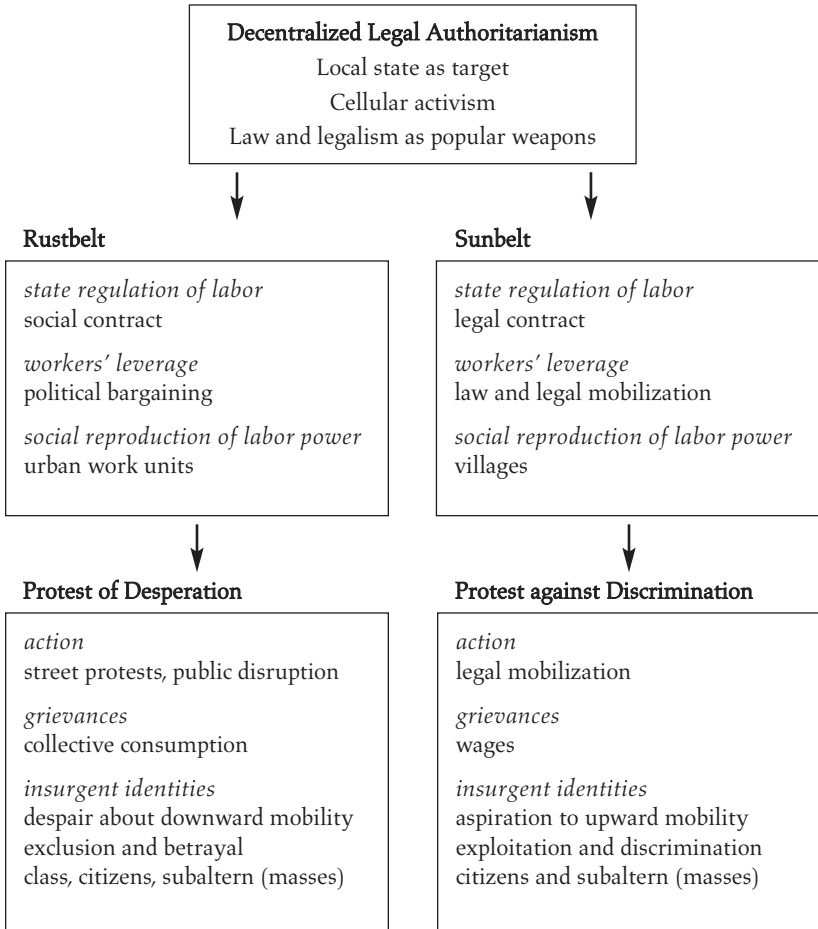 Decentralized Legal Authoritarianism
Local state as target
Cellular activism
Law and legalism as popular weapons
Rustbelt
state regulation of labor
social contract
workers’ leverage
political bargaining
social reproduction of labor power
urban work units
Sunbelt
state regulation of labor
legal contract
workers’ leverage
law and legal mobilization
social reproduction of labor power
villages
Protest of Desperation
action
street protests, public disruption
grievances
collective consumption
insurgent identities
despair about downward mobility
exclusion and betrayal
class, citizens, subaltern (masses)
Protest against Discrimination
action
legal mobilization
grievances
wages
insurgent identities
aspiration to upward mobility
exploitation and discrimination
citizens and subaltern (masses)